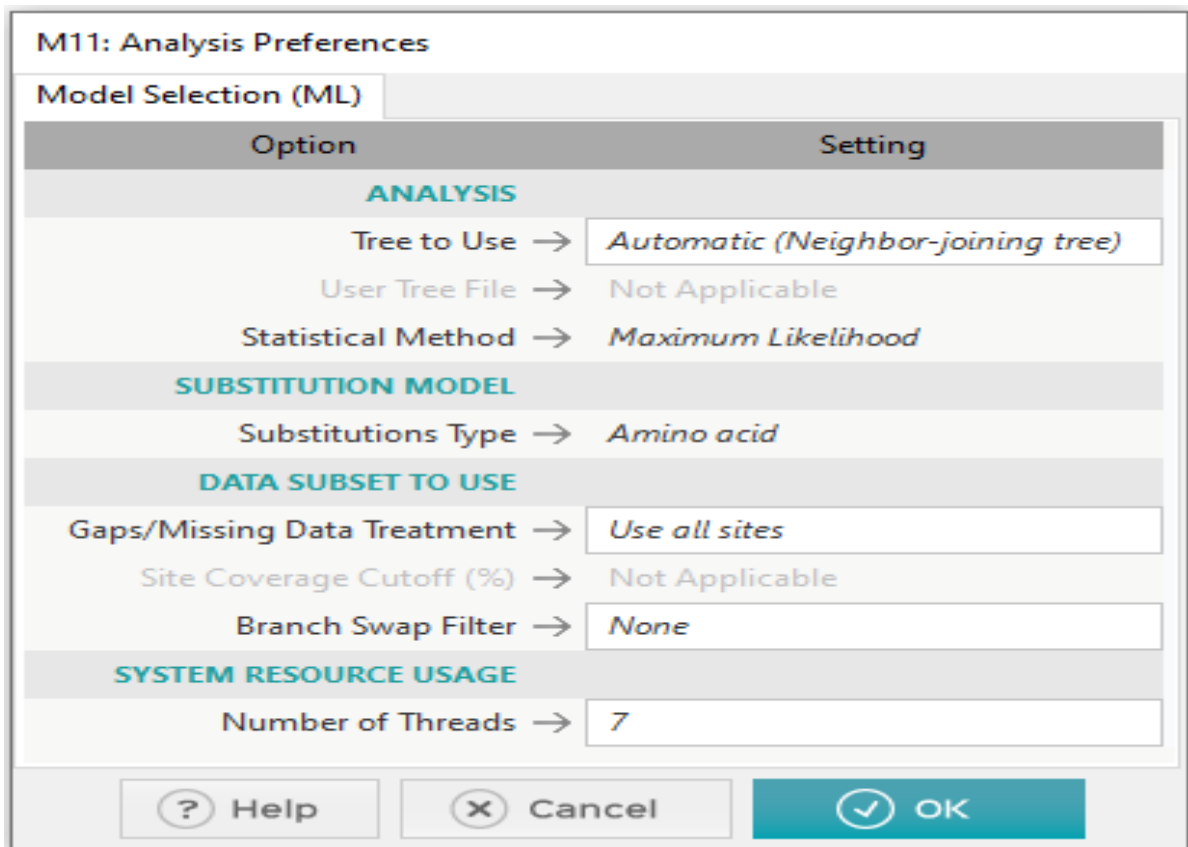 M11: Analysis Preferences
Model Selection (ML)
Option Setting
ANALYSIS
Tree to Use → Automatic (Neighbor-joining tree)
User Tree File → Not Applicable
Statistical Method → Maximum Likelihood
SUBSTITUTION MODEL
Substitutions Type → Amino acid
DATA SUBSET TO USE
Gaps/Missing Data Treatment → Use all sites
Site Coverage Cutoff (%) → Not Applicable
Branch Swap Filter → None
SYSTEM RESOURCE USAGE
Number of Threads → 7
? Help Cancel OK